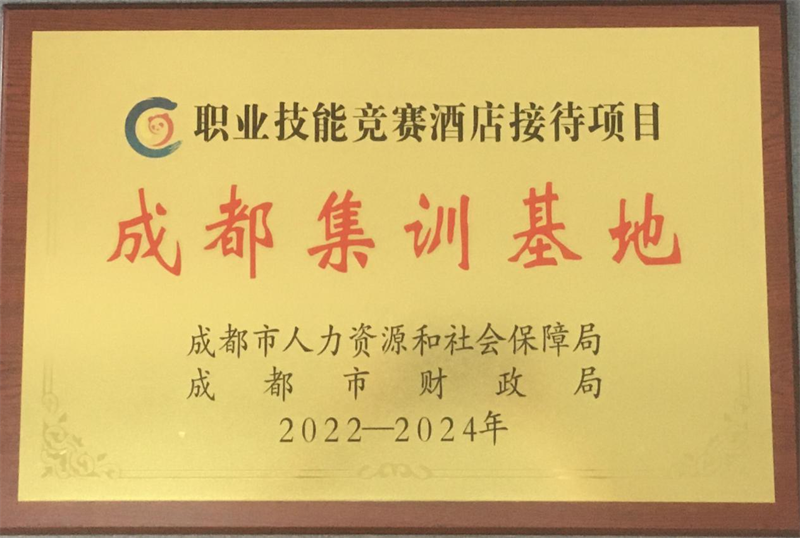 职业技能竞赛酒店接待项目
成都集训基地
成都市人力资源和社会保障局
成都市财政局
2022—2024年